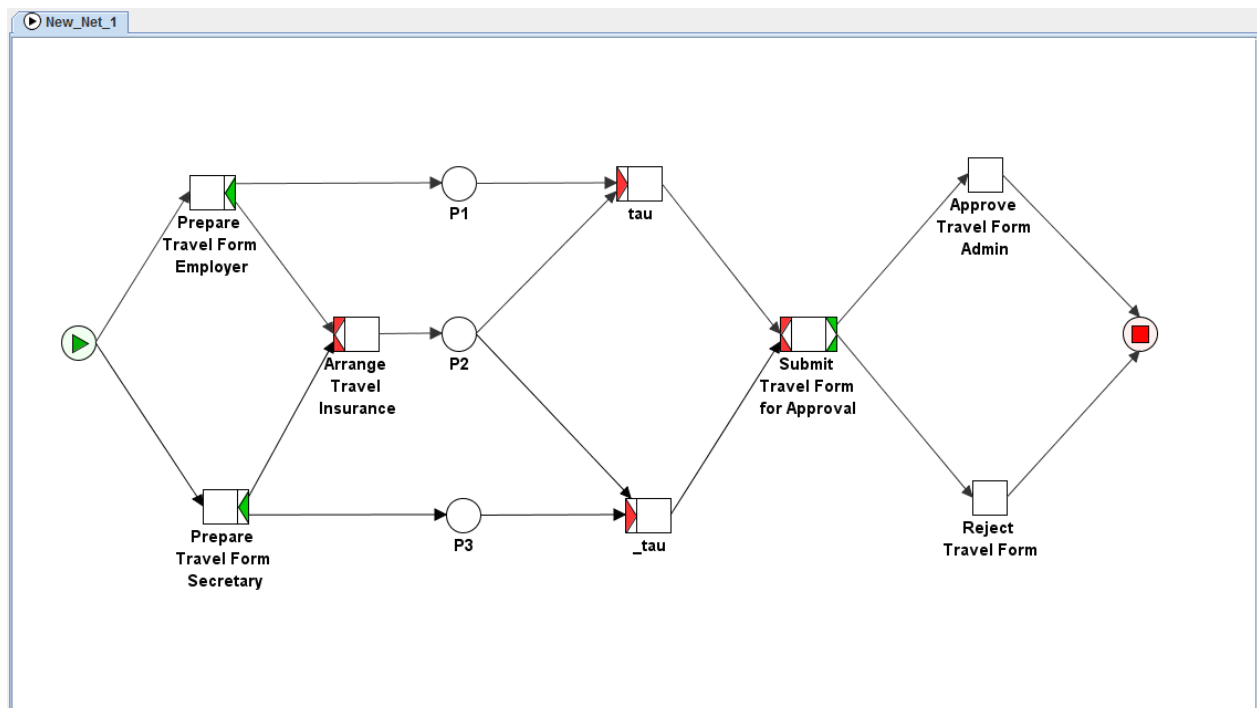 New_Net_1
Prepare
Travel Form
Employer
P1
tau
Approve
Travel Form
Admin
Arrange
Travel
Insurance
P2
Submit
Travel Form
for Approval
Prepare
Travel Form
Secretary
P3
_tau
Reject
Travel Form